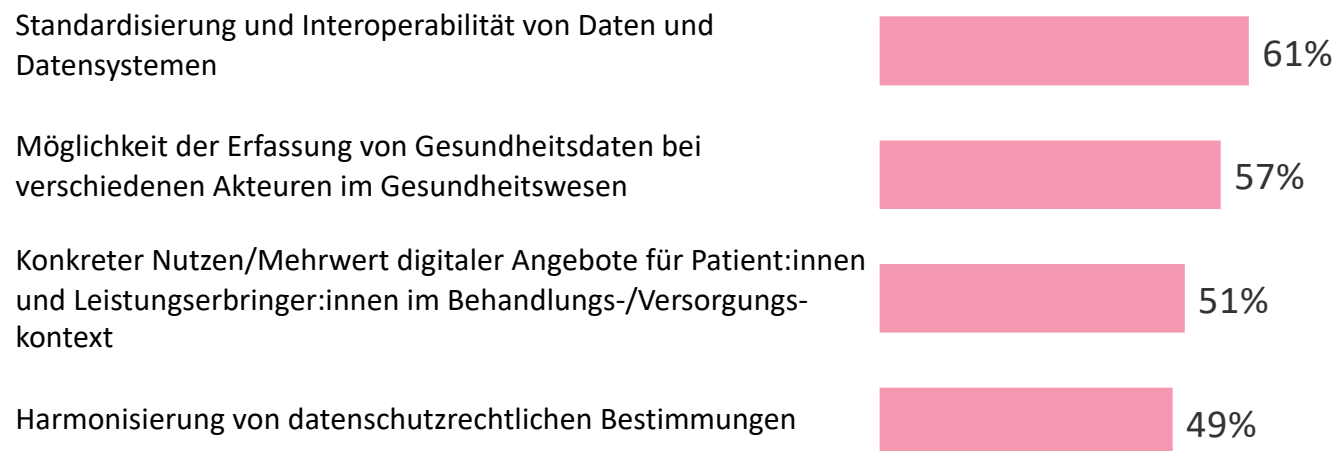 Standardisierung und Interoperabilität von Daten und
Datensystemen
61%
Möglichkeit der Erfassung von Gesundheitsdaten bei
verschiedenen Akteuren im Gesundheitswesen
57%
Konkreter Nutzen/Mehrwert digitaler Angebote für Patient:innen
und Leistungserbringer:innen im Behandlungs-/Versorgungs-
kontext
51%
Harmonisierung von datenschutzrechtlichen Bestimmungen
49%